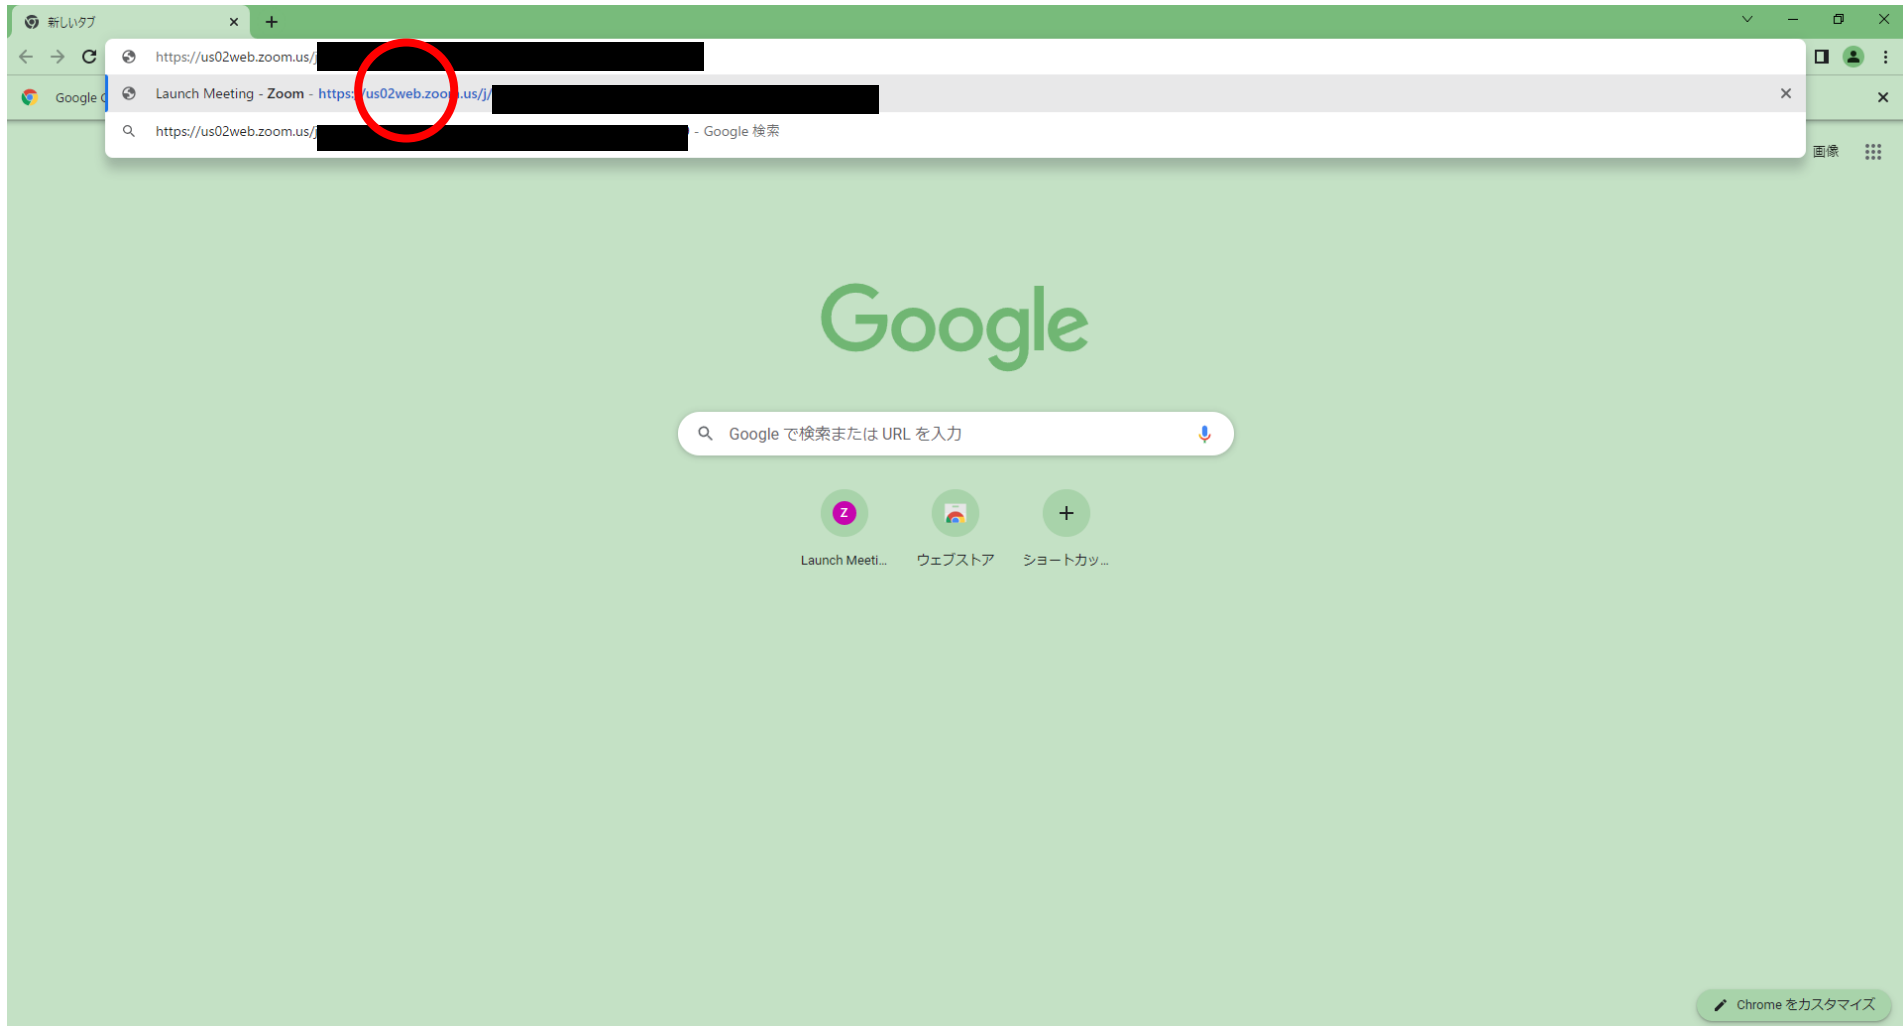 新しいタブ
https://us02web.zoom.us/j
Google
Launch Meeting - Zoom - https://us02web.zoom.us/j/
https://us02web.zoom.us/j - Google 検索
画像
Google
Google で検索または URL を入力
Z
Launch Meeti...
ウェブストア
ショートカッ...
Chrome をカスタマイズ